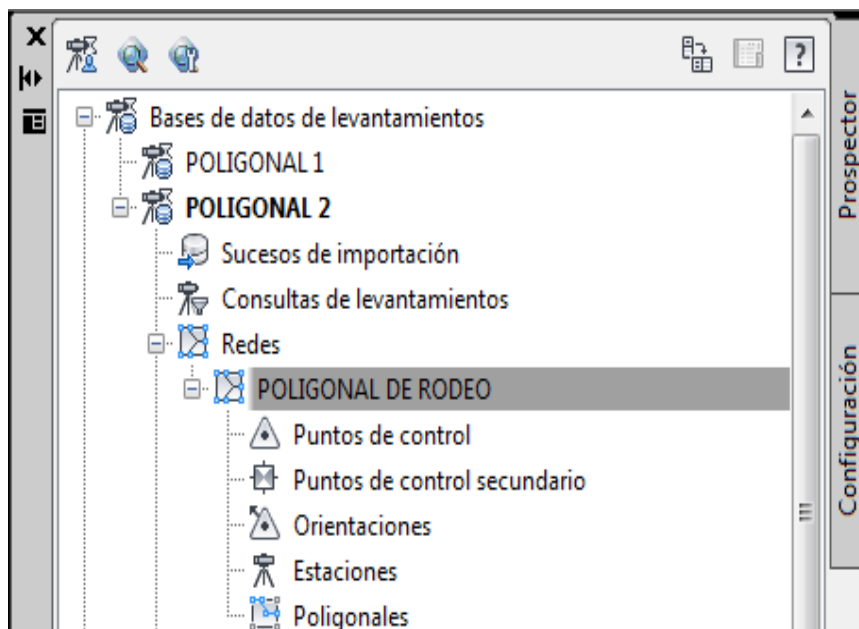 Bases de datos de levantamientos
POLIGONAL 1
POLIGONAL 2
Sucesos de importación
Consultas de levantamientos
Redes
POLIGONAL DE RODEO
Puntos de control
Puntos de control secundario
Orientaciones
Estaciones
Poligonales
Prospector
Configuración